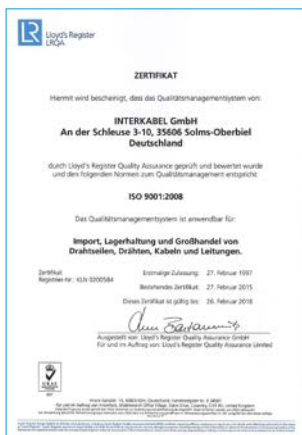 LR
Lloyd's Register
LRQA
ZERTIFIKAT
Hiermit wird bescheinigt, dass das Qualitätsmanagementsystem von:
INTERKABEL GmbH
An der Schleuse 3-10, 35606 Solms-Oberbiel
Deutschland
durch Lloyd's Register Quality Assurance geprüft und bewertet wurde
und den folgenden Normen zum Qualitätsmanagement entspricht:
ISO 9001:2008
Das Qualitätsmanagementsystem ist anwendbar für:
Import, Lagerhaltung und Großhandel von
Drahtseilen, Drähten, Kabeln und Leitungen.
Zertifikat
Registrier-Nr.: KLN 0200584
Erstmalige Zulassung: 27. Februar 1997
Bestehendes Zertifikat: 27. Februar 2015
Dieses Zertifikat ist gültig bis: 26. Februar 2018
Ausgestellt von: Lloyd's Register Quality Assurance GmbH
Für und im Auftrag von: Lloyd's Register Quality Assurance Limited
UKAS